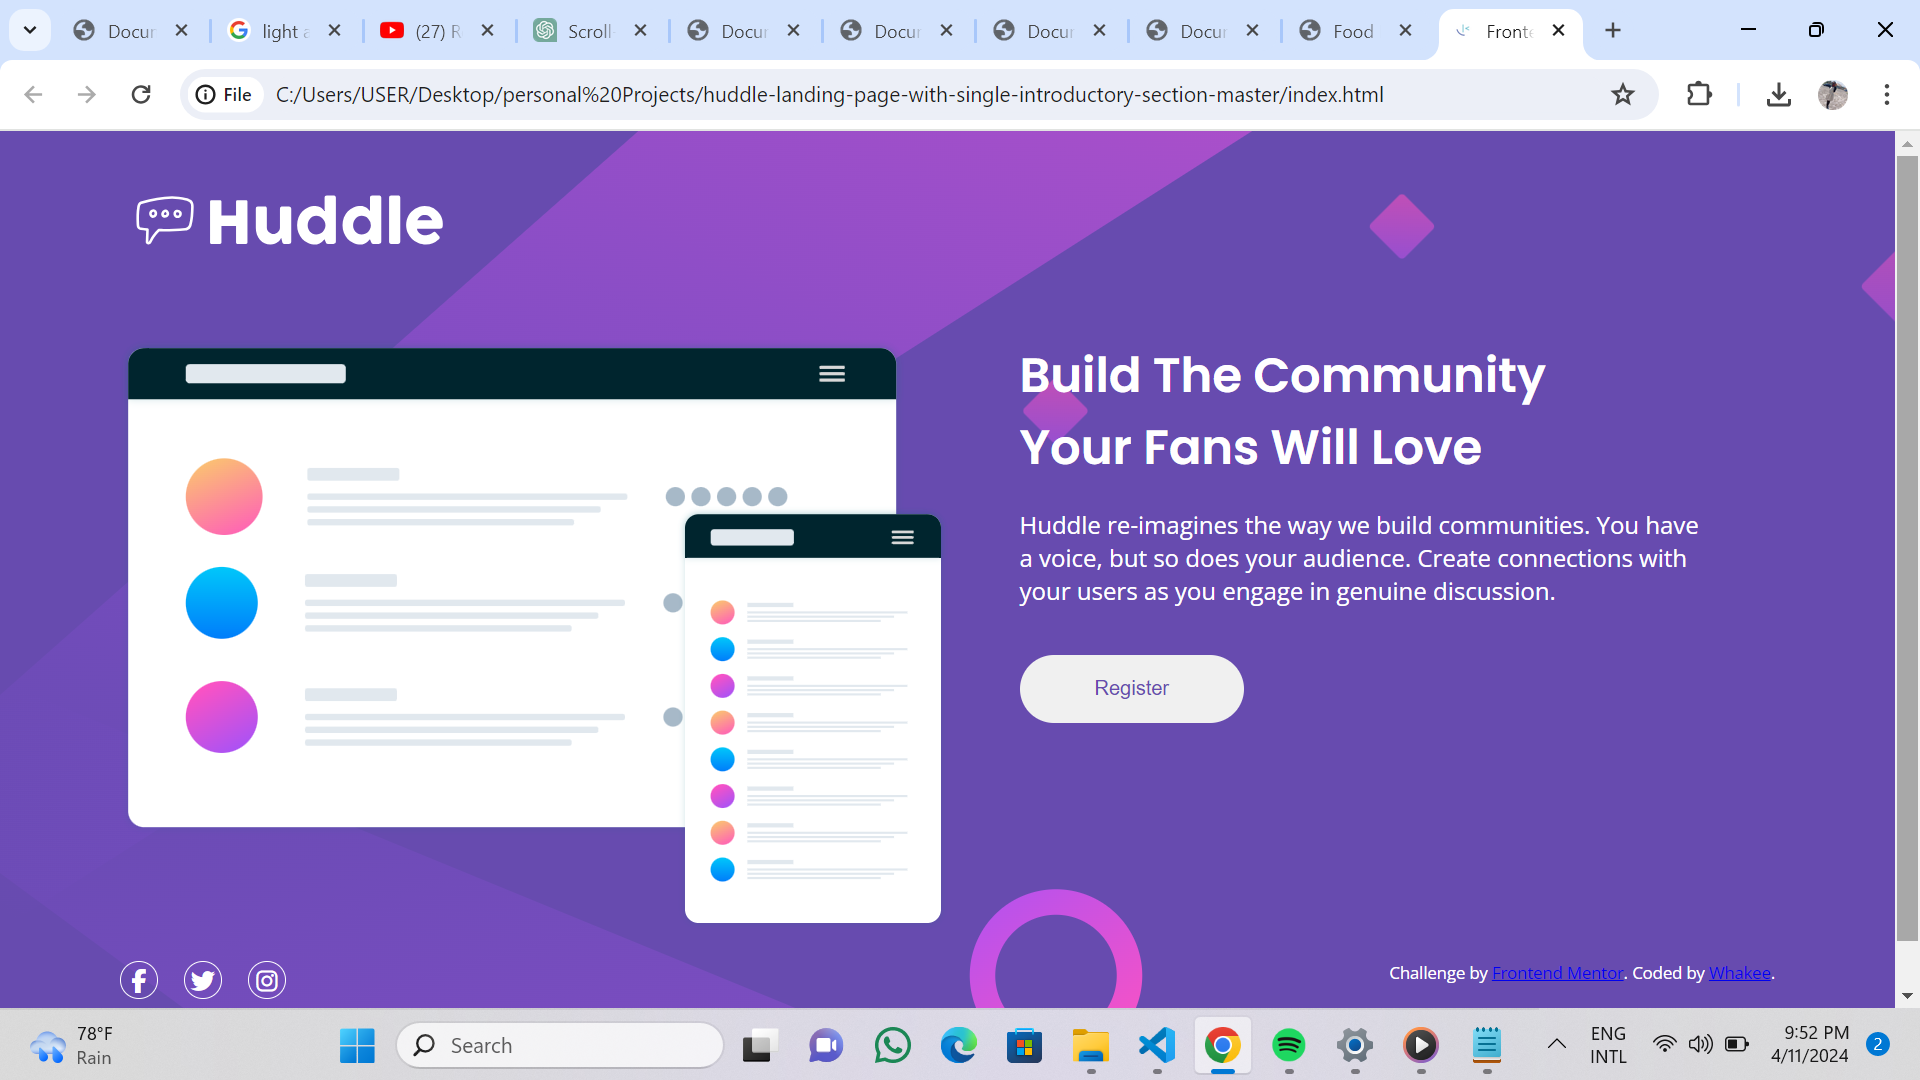 Docur
light a
(27) R
Scroll
Docur
Docur
Docur
Docur
Food
Fronte
File
C:/Users/USER/Desktop/personal%20Projects/huddle-landing-page-with-single-introductory-section-master/index.html
Huddle
Build The Community
Your Fans Will Love
Huddle re-imagines the way we build communities. You have
a voice, but so does your audience. Create connections with
your users as you engage in genuine discussion.
Register
Challenge by Frontend Mentor. Coded by Whakee.
78°F
Rain
Search
ENG
INTL
9:52 PM
4/11/2024
2